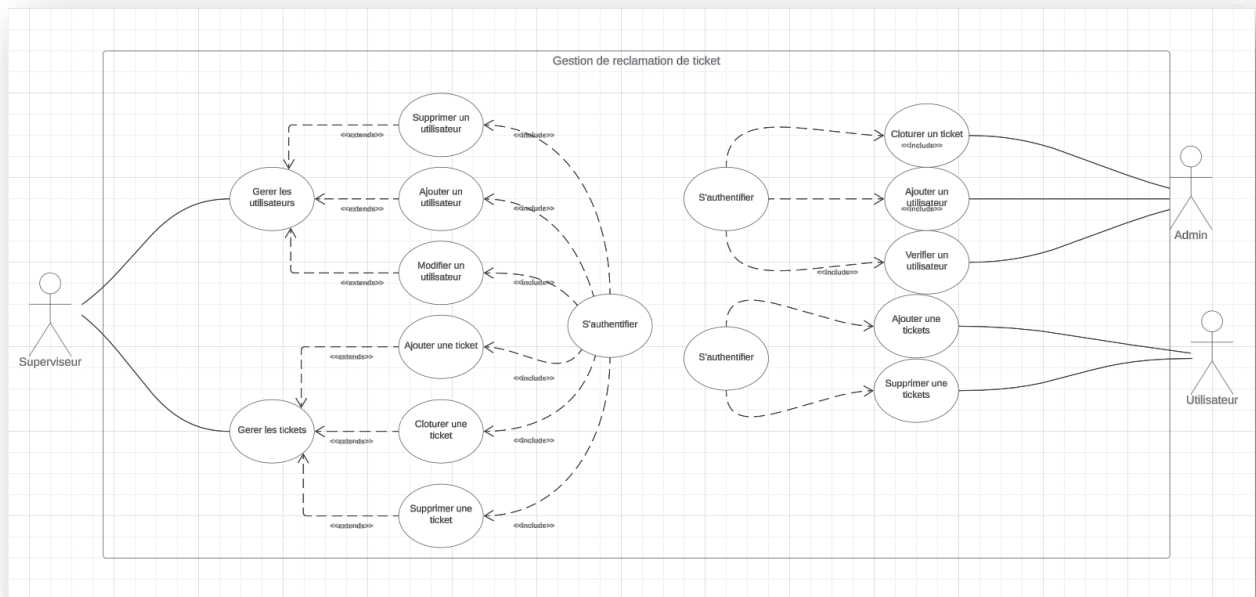 Gestion de reclamation de ticket
Supprimer un
utilisateur
<<extends>>
<<include>>
Gerer les
utilisateurs
Ajouter un
utilisateur
<<extends>>
<<include>>
Modifier un
utilisateur
<<extends>>
<<include>>
S'authentifier
Superviseur
Ajouter une ticket
<<extends>>
<<include>>
Gerer les tickets
Cloturer une
ticket
<<extends>>
<<include>>
Supprimer une
ticket
<<extends>>
<<include>>
S'authentifier
Cloturer un ticket
<<include>>
Ajouter un
utilisateur
<<include>>
Verifier un
utilisateur
<<include>>
Admin
S'authentifier
Ajouter une
tickets
Supprimer une
tickets
Utilisateur